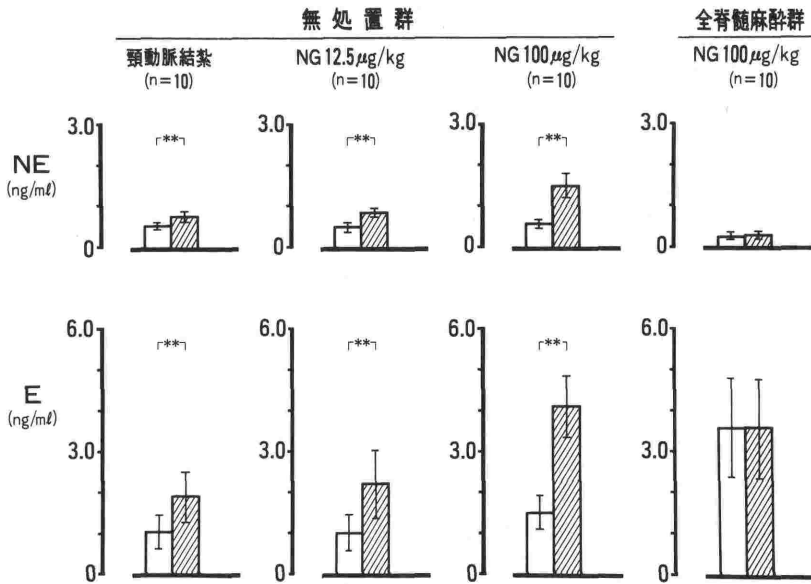 無処置群 全脊髄麻酔群
頸動脈結紮 NG 12.5μg/kg NG 100μg/kg NG 100μg/kg
(n=10) (n=10) (n=10) (n=10)
3.0 3.0 3.0 3.0
** ** **
NE
(ng/mℓ)
0 0 0 0
6.0 6.0 6.0 6.0
** ** **
E
(ng/mℓ)
3.0 3.0 3.0 3.0
0 0 0 0